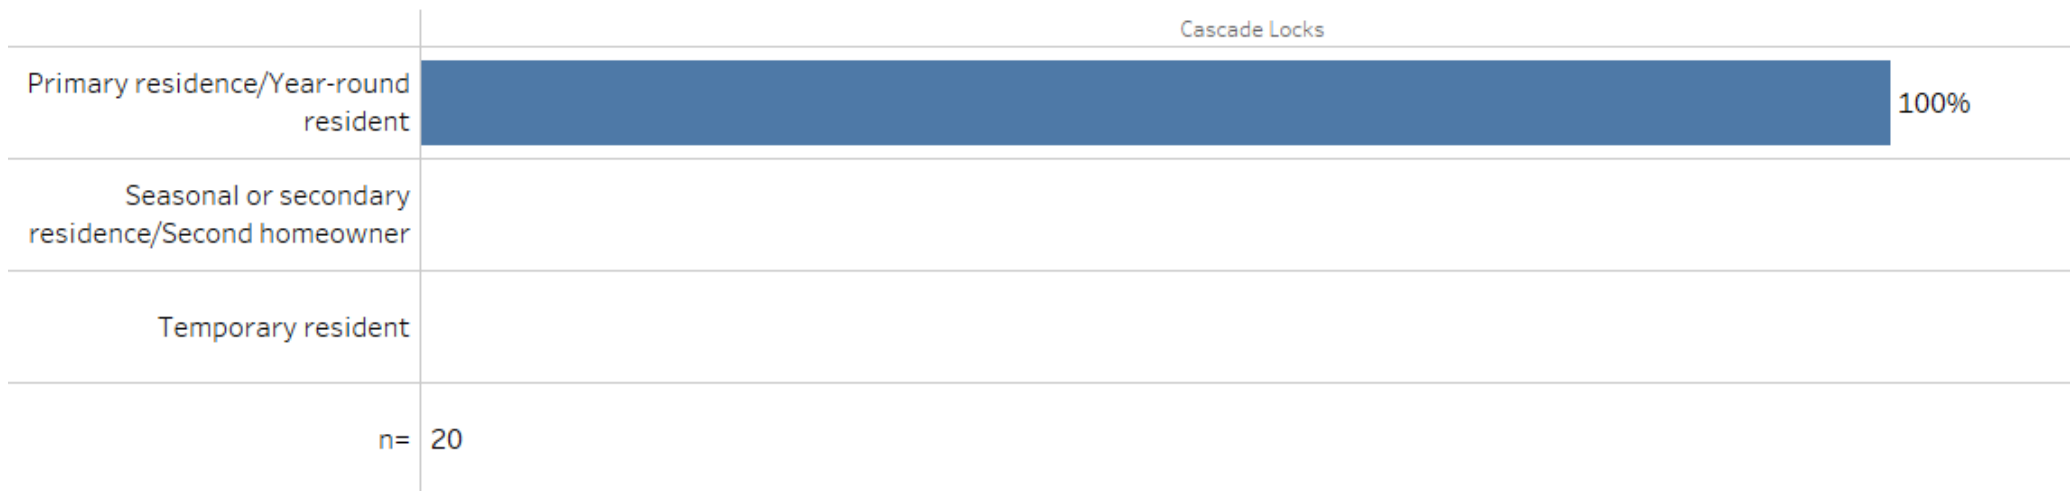 Cascade Locks
Primary residence/Year-round
resident
100%
Seasonal or secondary
residence/Second homeowner
Temporary resident
n= 20